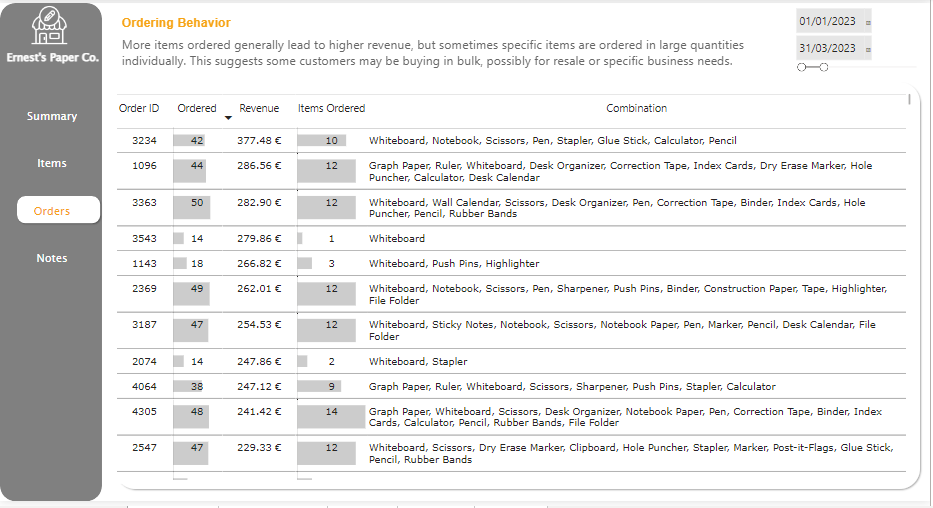 Ernest's Paper Co.
Summary
Items
Orders
Notes
Ordering Behavior
More items ordered generally lead to higher revenue, but sometimes specific items are ordered in large quantities
individually. This suggests some customers may be buying in bulk, possibly for resale or specific business needs.
01/01/2023
31/03/2023
Order ID Ordered Revenue Items Ordered Combination
3234 42 377.48 € 10 Whiteboard, Notebook, Scissors, Pen, Stapler, Glue Stick, Calculator, Pencil
1096 44 286.56 € 12 Graph Paper, Ruler, Whiteboard, Desk Organizer, Correction Tape, Index Cards, Dry Erase Marker, Hole
Puncher, Calculator, Desk Calendar
3363 50 282.90 € 12 Whiteboard, Wall Calendar, Scissors, Desk Organizer, Pen, Correction Tape, Binder, Index Cards, Hole
Puncher, Pencil, Rubber Bands
3543 14 279.86 € 1 Whiteboard
1143 18 266.82 € 3 Whiteboard, Push Pins, Highlighter
2369 49 262.01 € 12 Whiteboard, Notebook, Scissors, Pen, Sharpener, Push Pins, Binder, Construction Paper, Tape, Highlighter,
File Folder
3187 47 254.53 € 12 Whiteboard, Sticky Notes, Notebook, Scissors, Notebook Paper, Pen, Marker, Pencil, Desk Calendar, File
Folder
2074 14 247.86 € 2 Whiteboard, Stapler
4064 38 247.12 € 9 Graph Paper, Ruler, Whiteboard, Scissors, Sharpener, Push Pins, Stapler, Calculator
4305 48 241.42 € 14 Graph Paper, Whiteboard, Scissors, Desk Organizer, Notebook Paper, Pen, Correction Tape, Binder, Index
Cards, Calculator, Pencil, Rubber Bands, File Folder
2547 47 229.33 € 12 Whiteboard, Scissors, Dry Erase Marker, Clipboard, Hole Puncher, Stapler, Marker, Post-it-Flags, Glue Stick,
Pencil, Rubber Bands